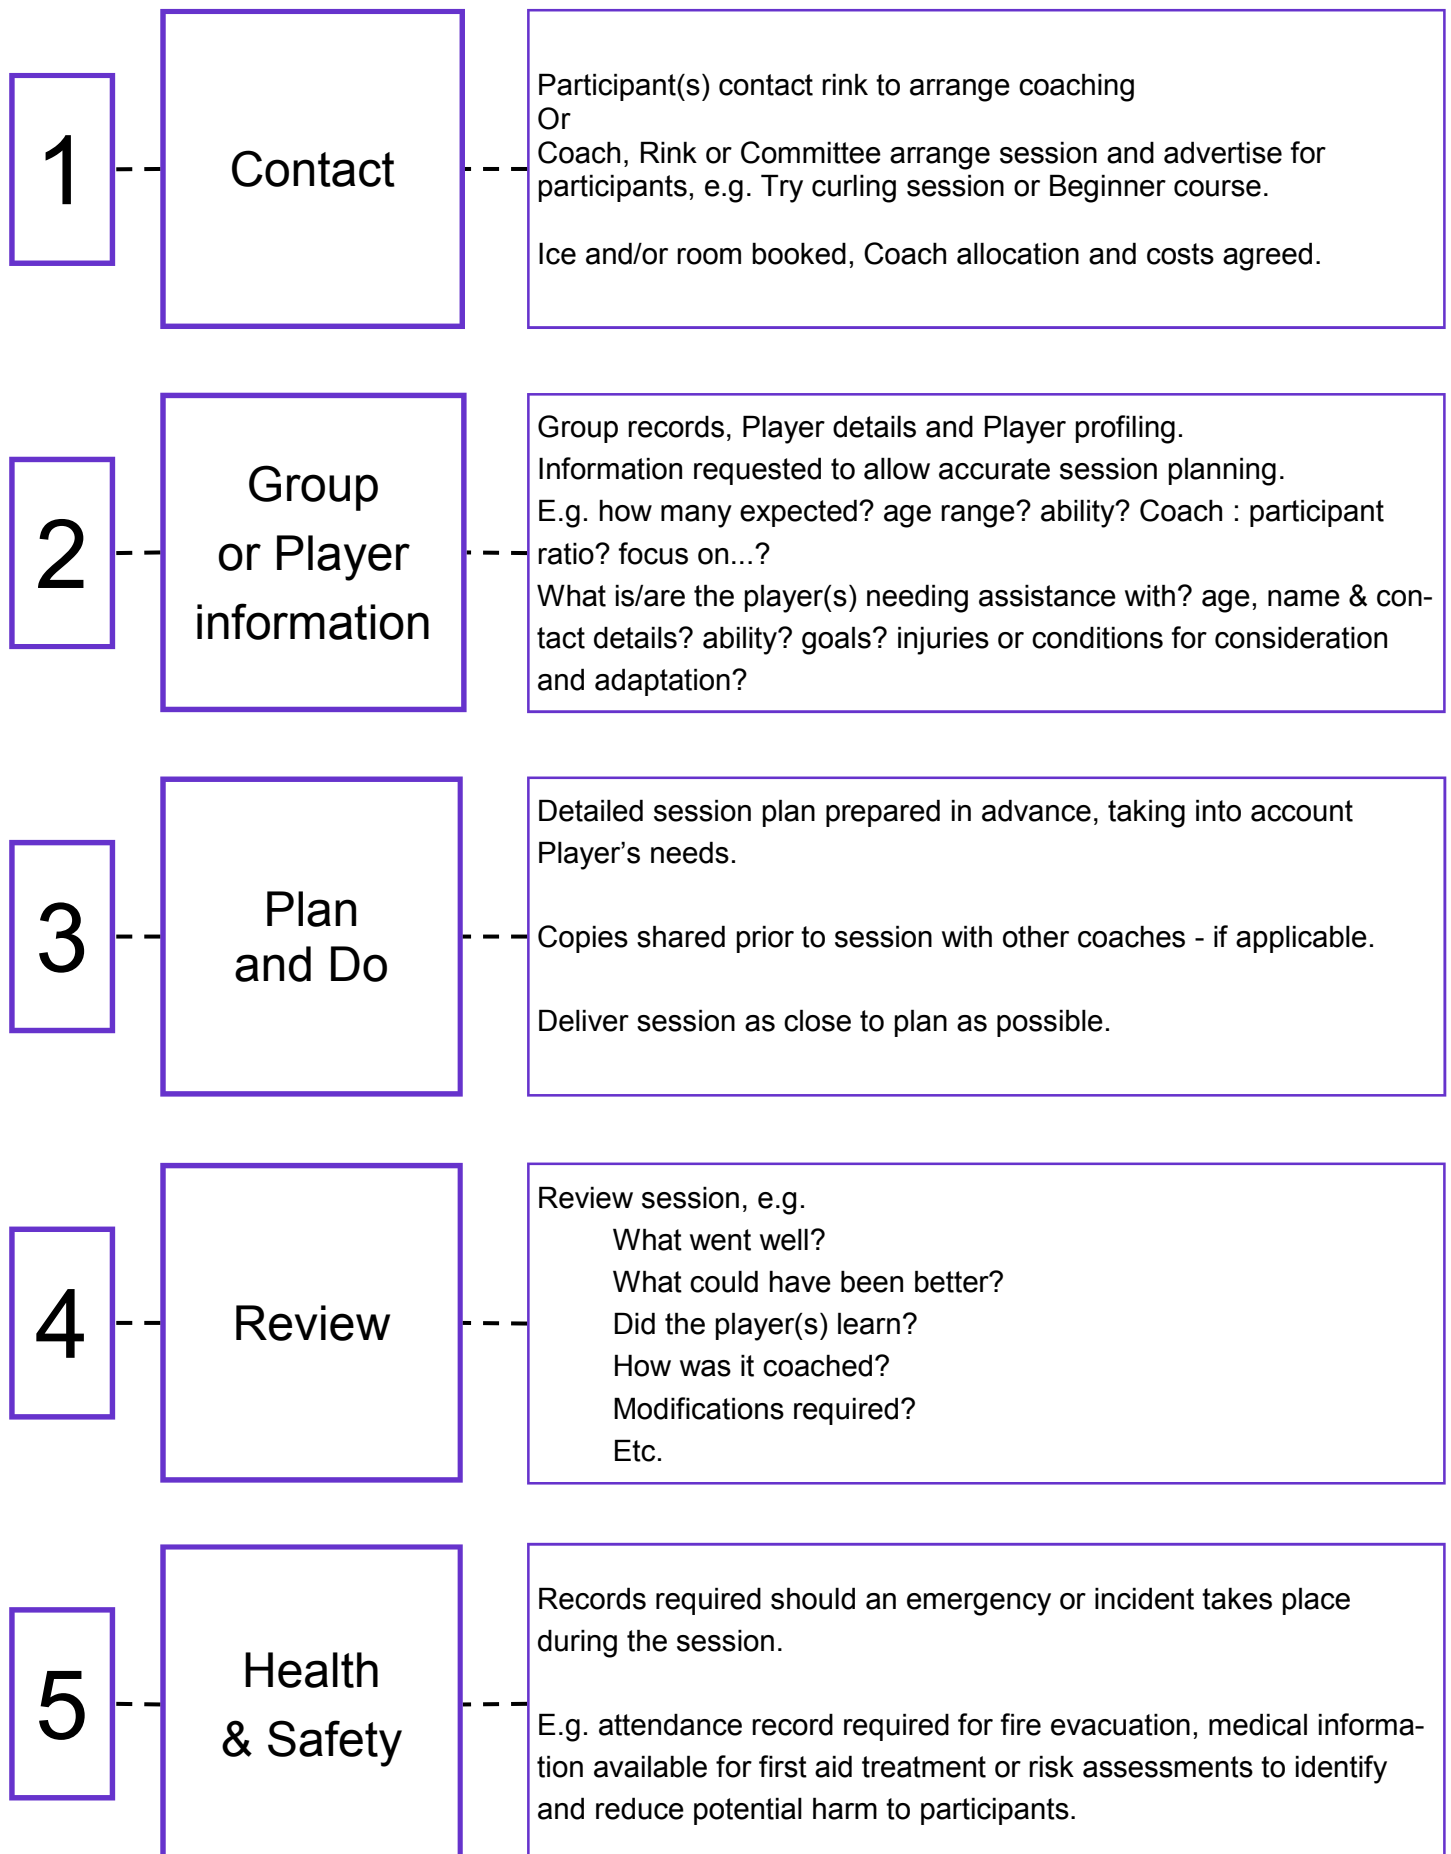 1
Contact
Participant(s) contact rink to arrange coaching
Or
Coach, Rink or Committee arrange session and advertise for
participants, e.g. Try curling session or Beginner course.
Ice and/or room booked, Coach allocation and costs agreed.
2
Group
or Player
information
Group records, Player details and Player profiling.
Information requested to allow accurate session planning.
E.g. how many expected? age range? ability? Coach : participant
ratio? focus on...?
What is/are the player(s) needing assistance with? age, name & con-
tact details? ability? goals? injuries or conditions for consideration
and adaptation?
3
Plan
and Do
Detailed session plan prepared in advance, taking into account
Player’s needs.
Copies shared prior to session with other coaches - if applicable.
Deliver session as close to plan as possible.
4
Review
Review session, e.g.
What went well?
What could have been better?
Did the player(s) learn?
How was it coached?
Modifications required?
Etc.
5
Health
& Safety
Records required should an emergency or incident takes place
during the session.
E.g. attendance record required for fire evacuation, medical informa-
tion available for first aid treatment or risk assessments to identify
and reduce potential harm to participants.